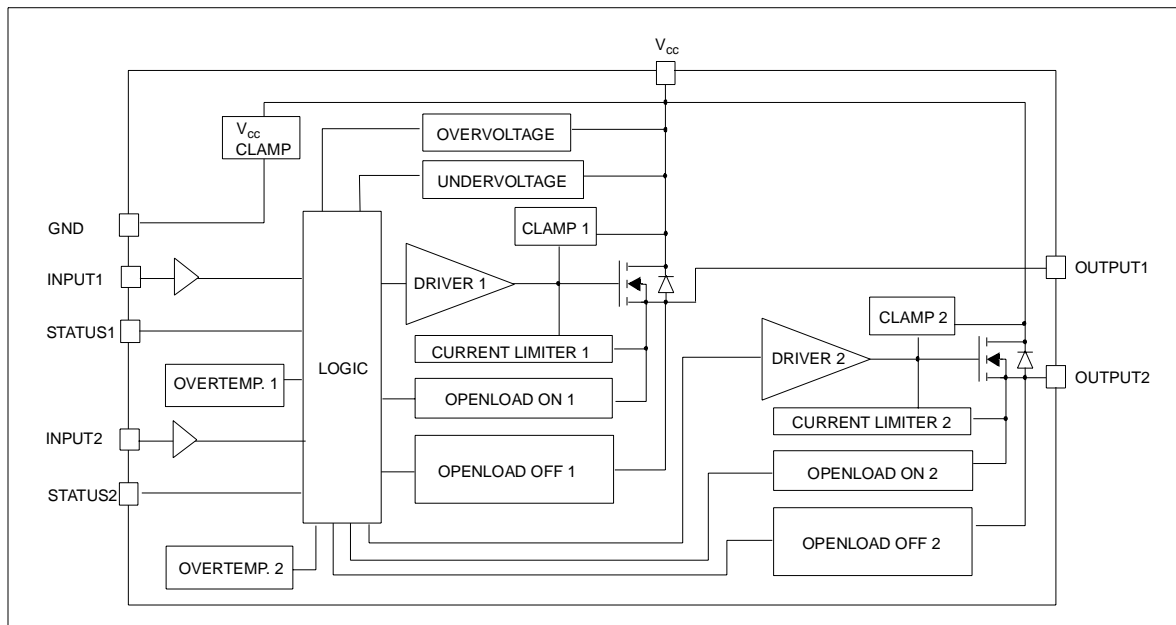 Vcc
Vcc
CLAMP
OVERVOLTAGE
UNDERVOLTAGE
GND
CLAMP 1
INPUT1
DRIVER 1
OUTPUT1
STATUS1
CLAMP 2
CURRENT LIMITER 1
DRIVER 2
LOGIC
OVERTEMP. 1
OUTPUT2
OPENLOAD ON 1
CURRENT LIMITER 2
INPUT2
OPENLOAD OFF 1
OPENLOAD ON 2
STATUS2
OPENLOAD OFF 2
OVERTEMP. 2